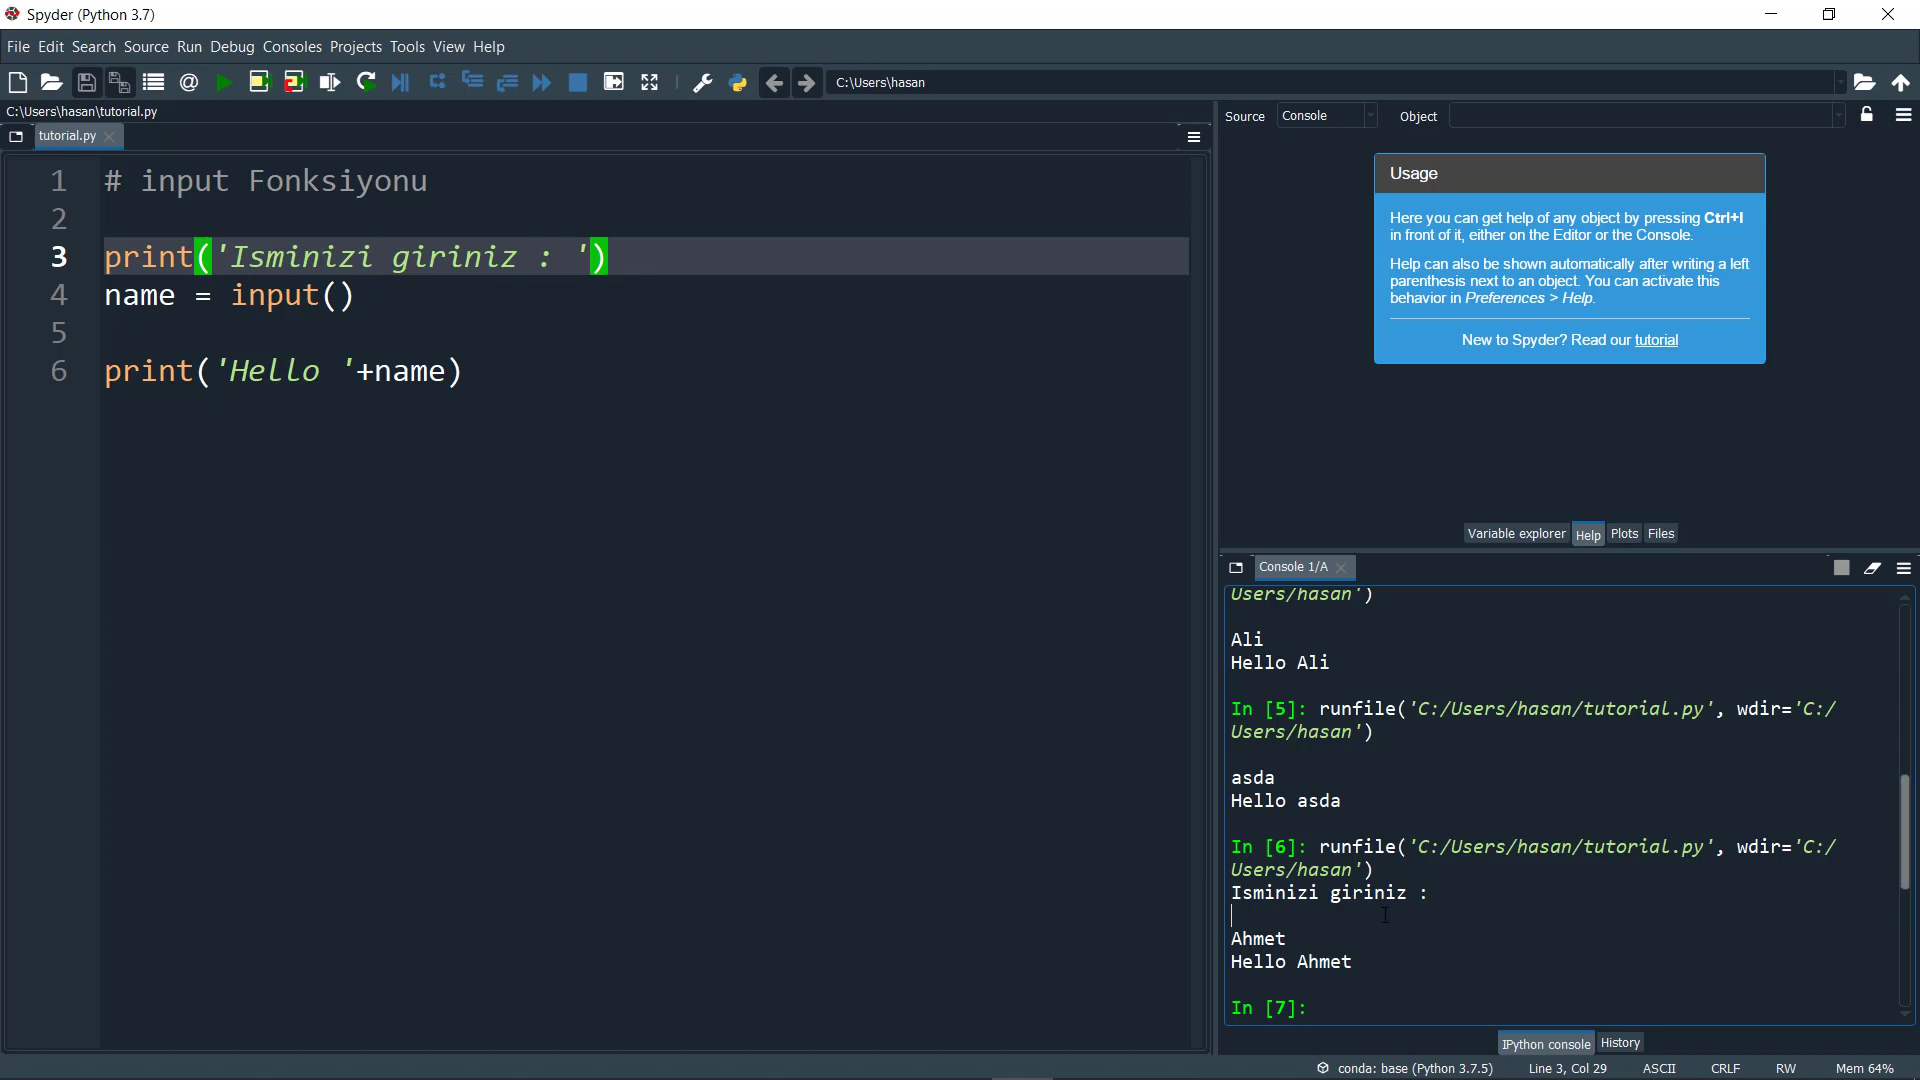 Spyder (Python 3.7)
File Edit Search Source Run Debug Consoles Projects Tools View Help
C:\Users\hasan
C:\Users\hasan\tutorial.py
tutorial.py
1 # input Fonksiyonu
2
3 print('Isminizi giriniz : ')
4 name = input()
5
6 print('Hello '+name)
Source Console Object
Usage
Here you can get help of any object by pressing Ctrl+I
in front of it, either on the Editor or the Console.
Help can also be shown automatically after writing a left
parenthesis next to an object. You can activate this
behavior in Preferences > Help.
New to Spyder? Read our tutorial
Variable explorer Help Plots Files
Console 1/A
Users/hasan')
Ali
Hello Ali
In [5]: runfile('C:/Users/hasan/tutorial.py', wdir='C:/
Users/hasan')
asda
Hello asda
In [6]: runfile('C:/Users/hasan/tutorial.py', wdir='C:/
Users/hasan')
Isminizi giriniz :
Ahmet
Hello Ahmet
In [7]:
IPython console History
conda: base (Python 3.7.5) Line 3, Col 29 ASCII CRLF RW Mem 64%